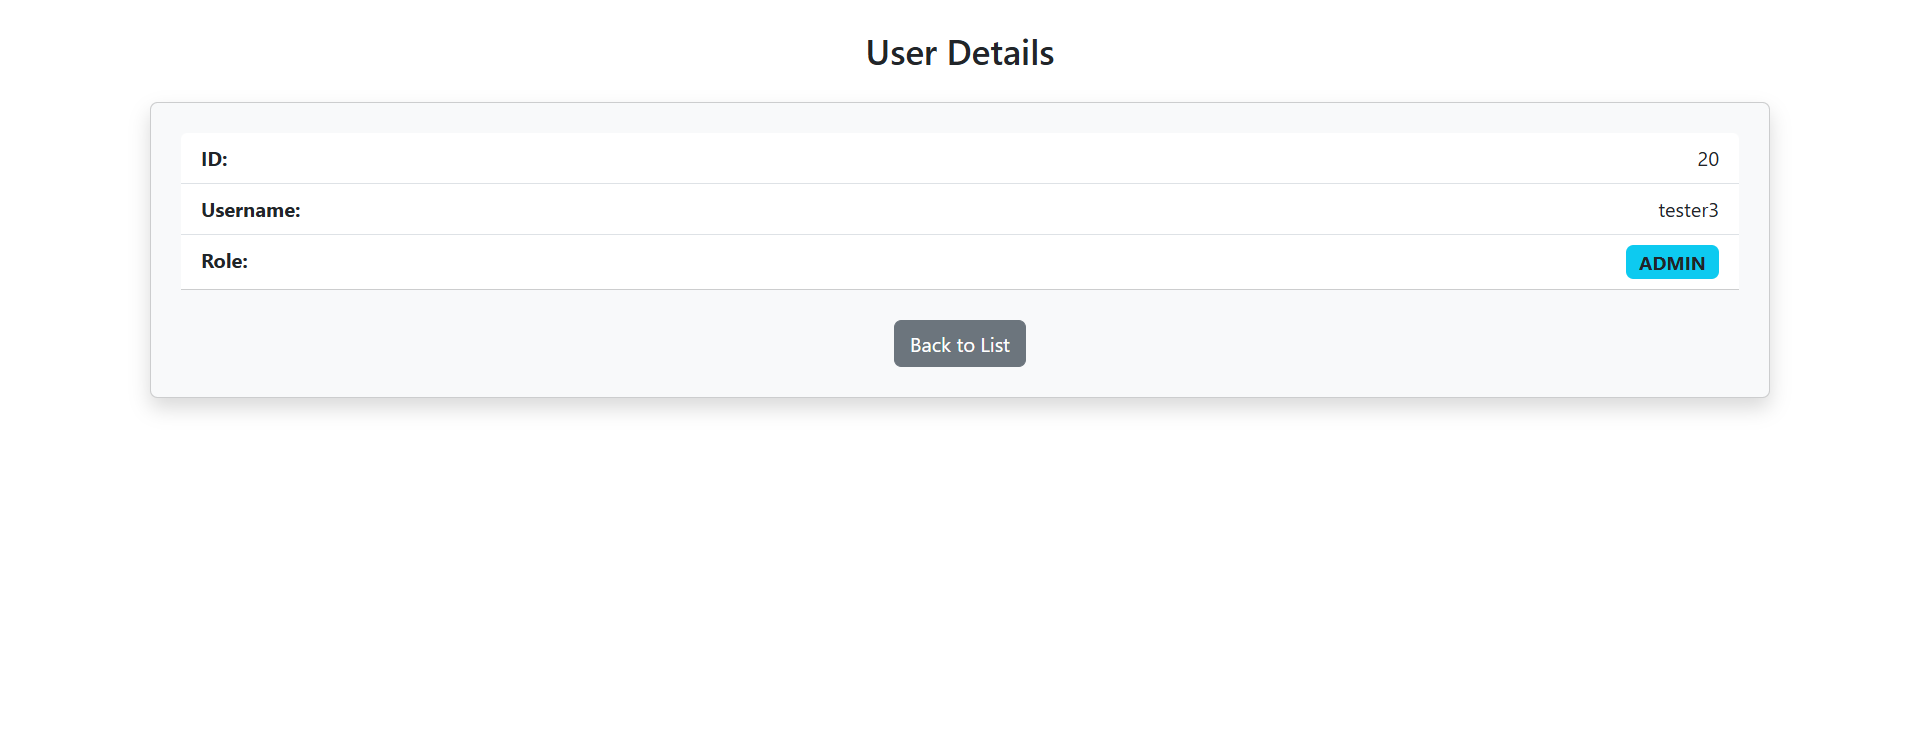 User Details
ID: 20
Username: tester3
Role: ADMIN
Back to List